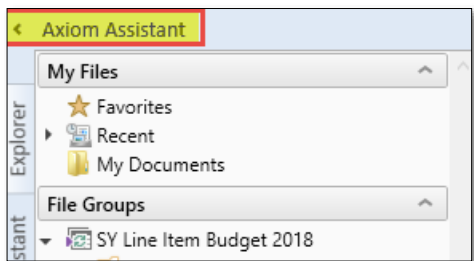 Axiom Assistant
My Files
Favorites
Recent
My Documents
Explorer
File Groups
SY Line Item Budget 2018
stant